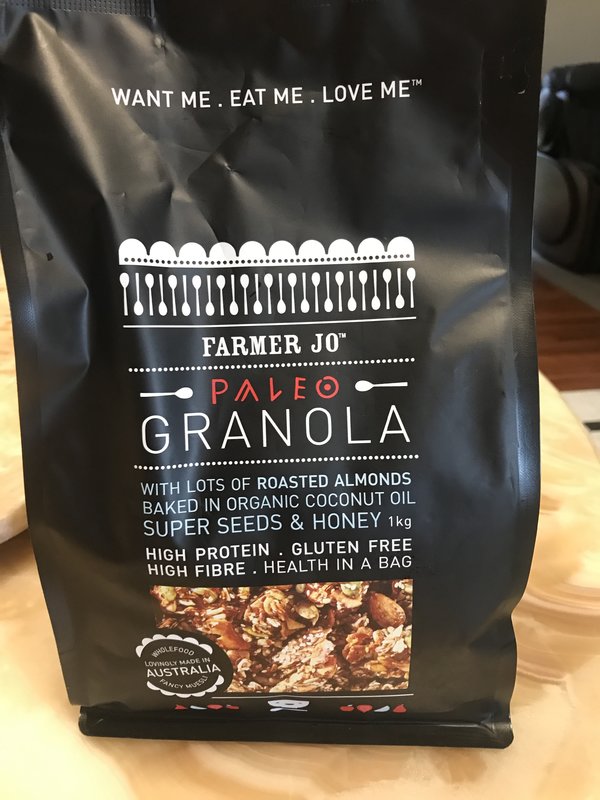 WANT ME . EAT ME . LOVE ME™
FARMER JO™
PALEO
GRANOLA
WITH LOTS OF ROASTED ALMONDS
BAKED IN ORGANIC COCONUT OIL
SUPER SEEDS & HONEY 1kg
HIGH PROTEIN . GLUTEN FREE
HIGH FIBRE . HEALTH IN A BAG
WHOLEFOOD
LOVINGLY MADE IN
AUSTRALIA
FANCY MUESLI